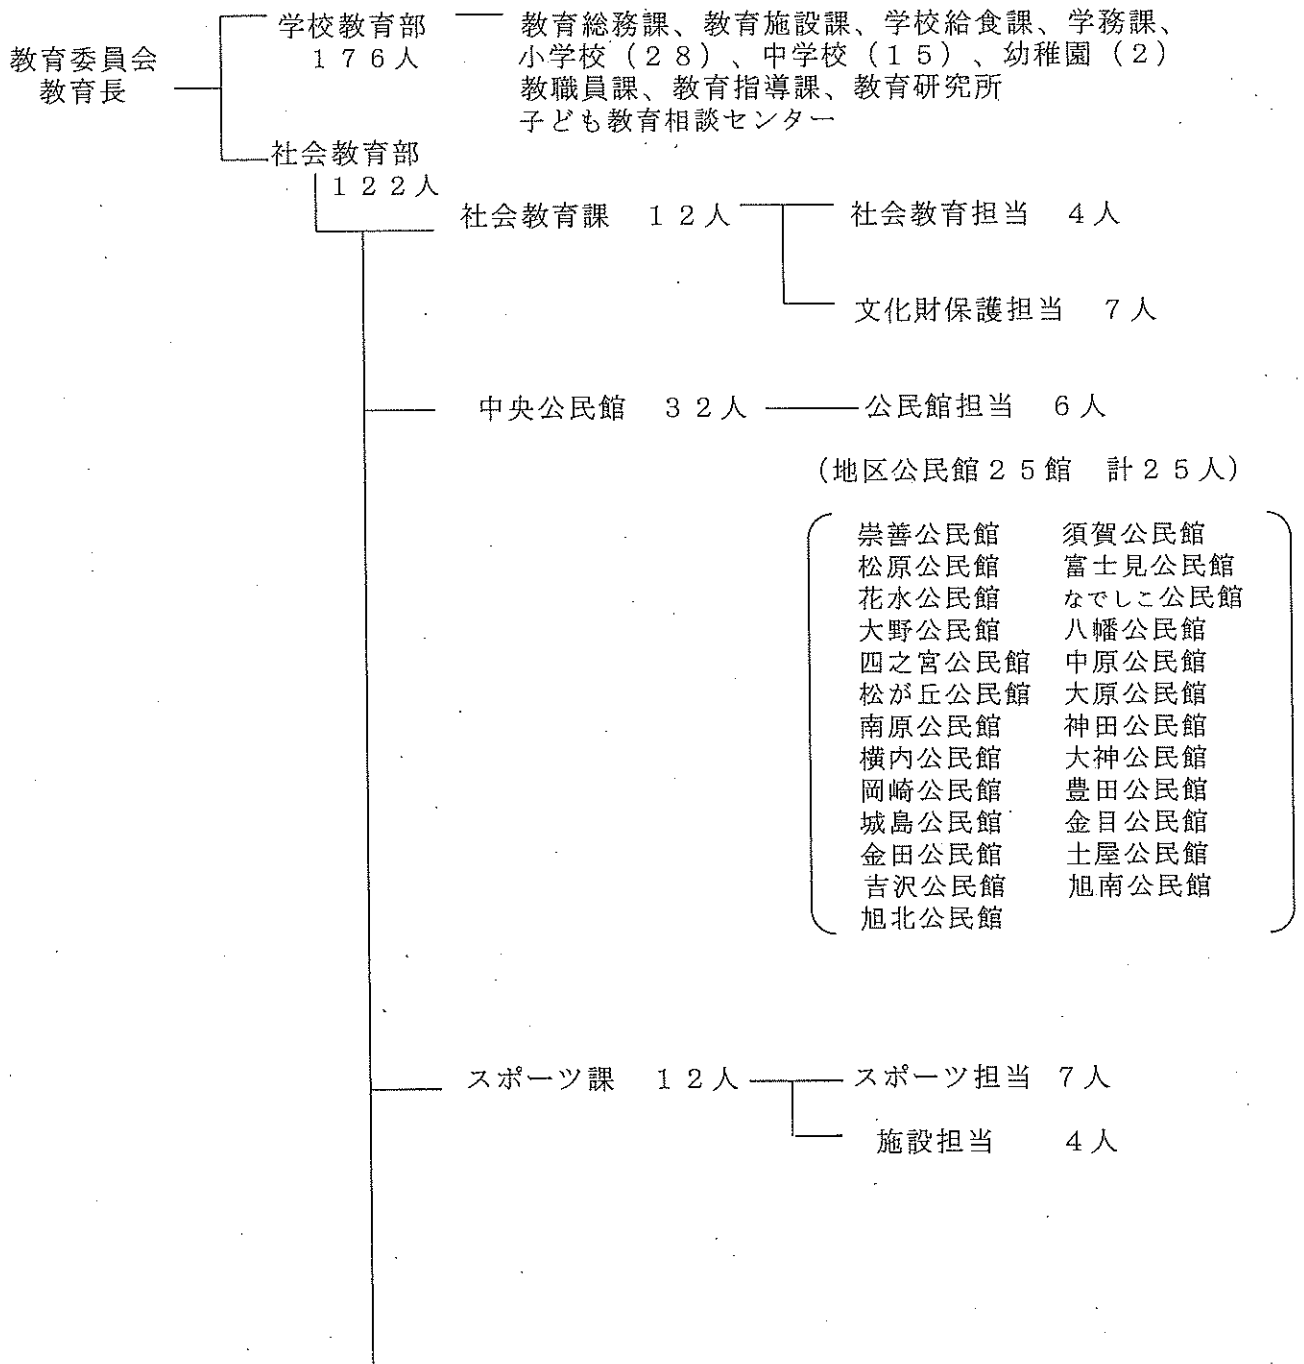 教育委員会
教育長
学校教育部
１７６人
教育総務課、教育施設課、学校給食課、学務課、
小学校（２８）、中学校（１５）、幼稚園（２）
教職員課、教育指導課、教育研究所
子ども教育相談センター
社会教育部
１２２人
社会教育課　１２人　社会教育担当　４人
文化財保護担当　７人
中央公民館　３２人　公民館担当　６人
（地区公民館２５館　計２５人）
崇善公民館　須賀公民館
松原公民館　富士見公民館
花水公民館　なでしこ公民館
大野公民館　八幡公民館
四之宮公民館　中原公民館
松が丘公民館　大原公民館
南原公民館　神田公民館
横内公民館　大神公民館
岡崎公民館　豊田公民館
城島公民館　金目公民館
金田公民館　土屋公民館
吉沢公民館　旭南公民館
旭北公民館
スポーツ課　１２人　スポーツ担当　７人
施設担当　４人